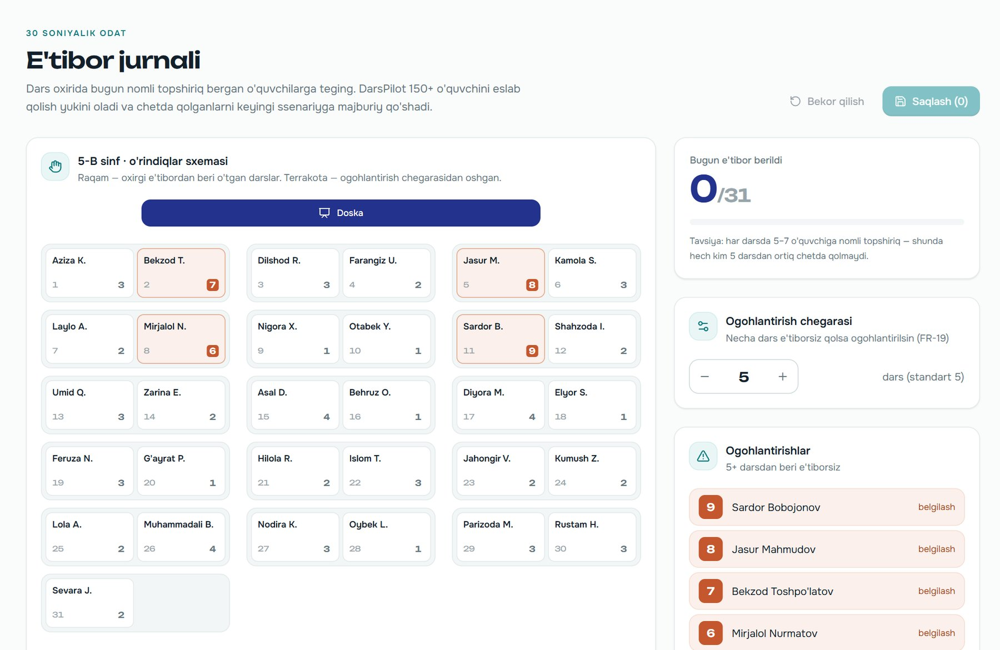 30 SONIYALIK ODAT
E'tibor jurnali
Dars oxirida bugun nomli topshiriq bergan o'quvchilarga teging. DarsPilot 150+ o'quvchini eslab
qolish yukini oladi va chetda qolganlarni keyingi ssenariyga majburiy qo'shadi.
Bekor qilish
Saqlash (0)
5-B sinf · o'rindiqlar sxemasi
Raqam — oxirgi e'tibordan beri o'tgan darslar. Terrakota — ogohlantirish chegarasidan oshgan.
Doska
Aziza K.
1 3
Bekzod T.
2 7
Dilshod R.
3 3
Farangiz U.
4 2
Jasur M.
5 8
Kamola S.
6 3
Laylo A.
7 2
Mirjalol N.
8 6
Nigora X.
9 1
Otabek Y.
10 1
Sardor B.
11 9
Shahzoda I.
12 2
Umid Q.
13 3
Zarina E.
14 2
Asal D.
15 4
Behruz O.
16 1
Diyora M.
17 4
Elyor S.
18 1
Feruza N.
19 3
G'ayrat P.
20 1
Hilola R.
21 2
Islom T.
22 3
Jahongir V.
23 2
Kumush Z.
24 2
Lola A.
25 2
Muhammadali B.
26 4
Nodira K.
27 3
Oybek L.
28 1
Parizoda M.
29 3
Rustam H.
30 3
Sevara J.
31 2
Bugun e'tibor berildi
0/31
Tavsiya: har darsda 5–7 o'quvchiga nomli topshiriq — shunda
hech kim 5 darsdan ortiq chetda qolmaydi.
Ogohlantirish chegarasi
Necha dars e'tiborsiz qolsa ogohlantirilsin (FR-19)
− 5 + dars (standart 5)
Ogohlantirishlar
5+ darsdan beri e'tiborsiz
9 Sardor Bobojonov belgilash
8 Jasur Mahmudov belgilash
7 Bekzod Toshpo'latov belgilash
6 Mirjalol Nurmatov belgilash